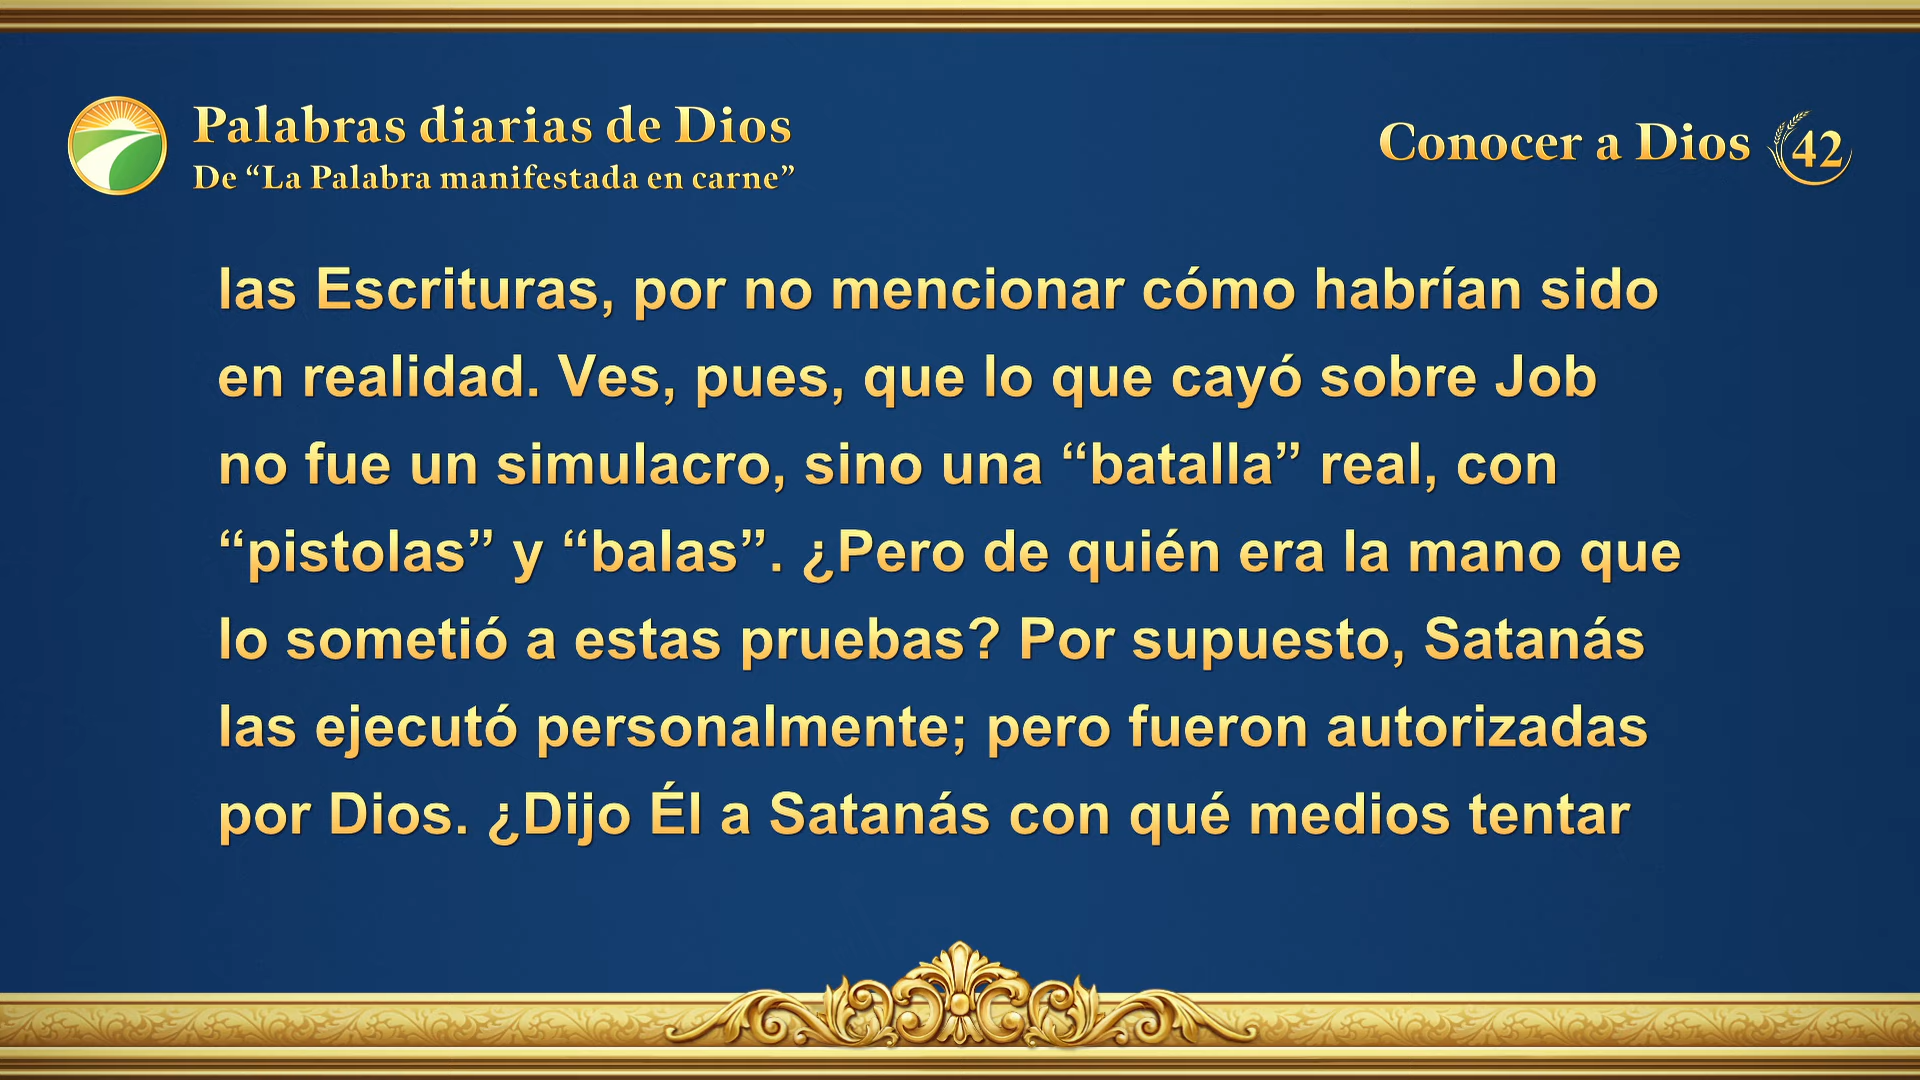 Palabras diarias de Dios
De “La Palabra manifestada en carne”
Conocer a Dios 42
las Escrituras, por no mencionar cómo habrían sido
en realidad. Ves, pues, que lo que cayó sobre Job
no fue un simulacro, sino una “batalla” real, con
“pistolas” y “balas”. ¿Pero de quién era la mano que
lo sometió a estas pruebas? Por supuesto, Satanás
las ejecutó personalmente; pero fueron autorizadas
por Dios. ¿Dijo Él a Satanás con qué medios tentar